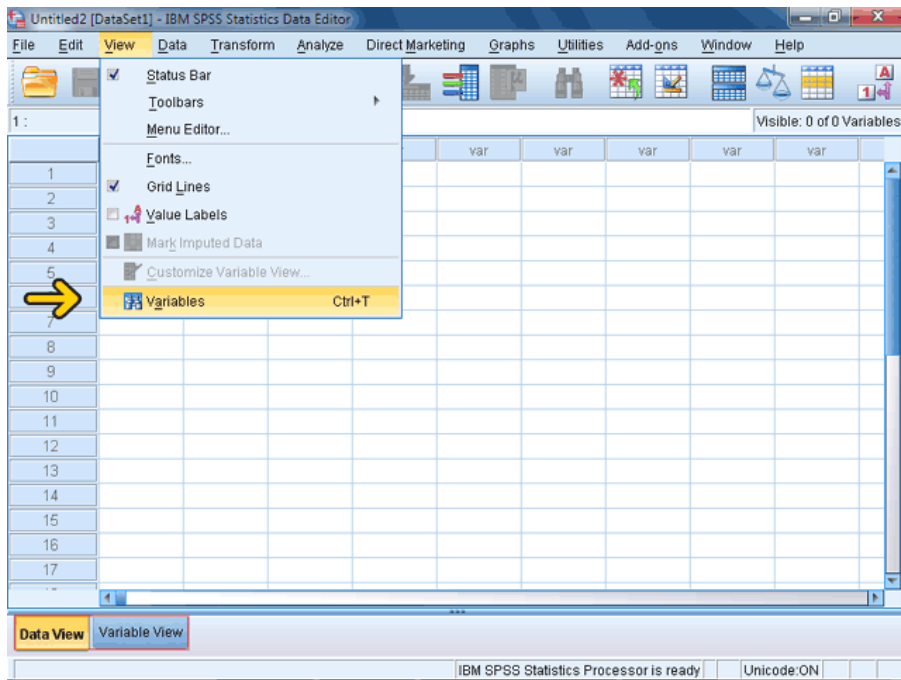 Untitled2 [DataSet1] - IBM SPSS Statistics Data Editor
File Edit View Data Transform Analyze Direct Marketing Graphs Utilities Add-ons Window Help
Status Bar
Toolbars
Menu Editor...
Fonts...
Grid Lines
Value Labels
Mark Imputed Data
Customize Variable View...
Variables Ctrl+T
1 :
Visible: 0 of 0 Variables
var var var var var
1
2
3
4
5
7
8
9
10
11
12
13
14
15
16
17
Data View Variable View
IBM SPSS Statistics Processor is ready Unicode:ON